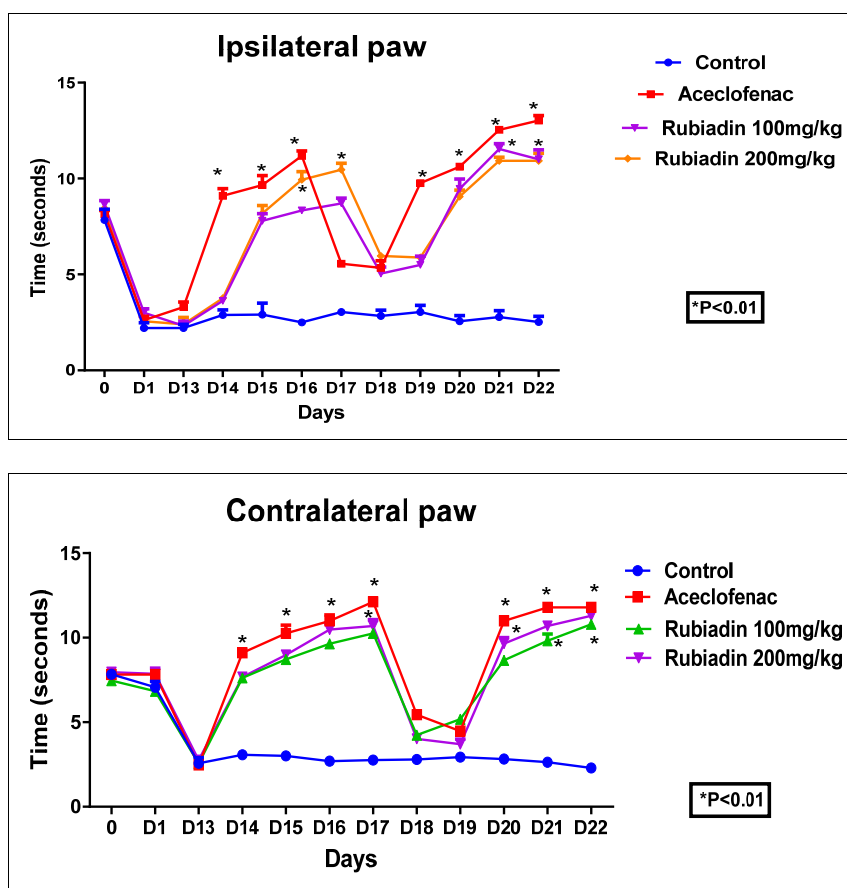 Ipsilateral paw
Control
Aceclofenac
Rubiadin 100mg/kg
Rubiadin 200mg/kg
15
10
5
0
Time (seconds)
* * * * * * * * * * *
*P<0.01
0 D1 D13 D14 D15 D16 D17 D18 D19 D20 D21 D22
Days
Contralateral paw
Control
Aceclofenac
Rubiadin 100mg/kg
Rubiadin 200mg/kg
15
10
5
0
Time (seconds)
* * * * * * * * * * *
*P<0.01
0 D1 D13 D14 D15 D16 D17 D18 D19 D20 D21 D22
Days